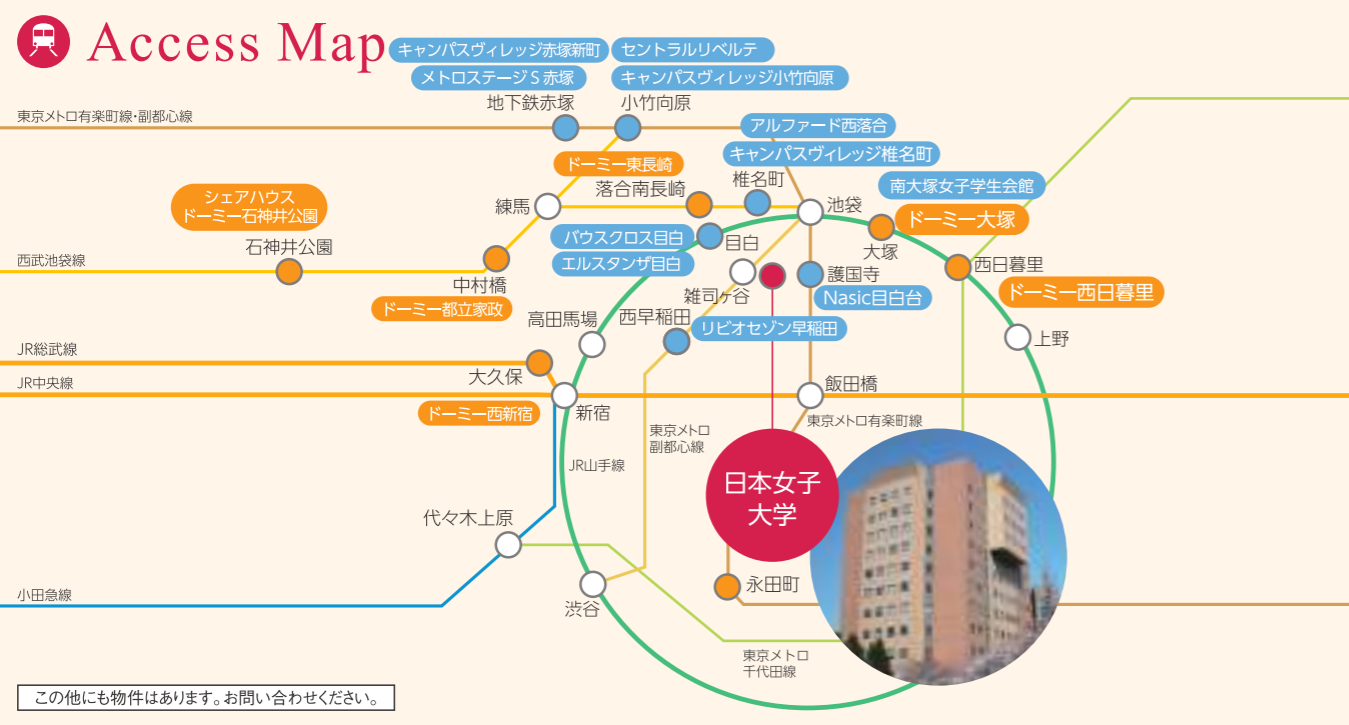 Access Map
キャンパスヴィレッジ赤塚新町
セントラルリベルテ
メトロステージS赤塚
キャンパスヴィレッジ小竹向原
地下鉄赤塚
小竹向原
東京メトロ有楽町線・副都心線
アルファード西落合
キャンパスヴィレッジ椎名町
ドーミー東長崎
椎名町
落合南長崎
南大塚女子学生会館
シェアハウス
ドーミー石神井公園
練馬
池袋
ドーミー大塚
石神井公園
バウスクロス目白
目白
大塚
西武池袋線
エルスタンザ目白
西日暮里
中村橋
雑司ヶ谷
護国寺
ドーミー西日暮里
ドーミー都立家政
Nasic目白台
高田馬場
西早稲田
リビオセゾン早稲田
上野
JR総武線
大久保
JR中央線
飯田橋
ドーミー西新宿
新宿
東京メトロ有楽町線
東京メトロ
副都心線
JR山手線
日本女子
大学
代々木上原
永田町
小田急線
渋谷
東京メトロ
千代田線
この他にも物件はあります。お問い合わせください。